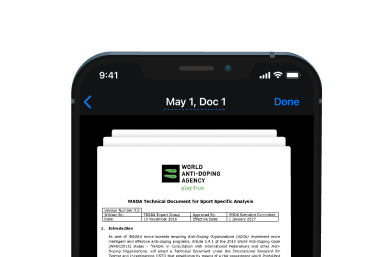 9:41
May 1, Doc 1
Done
WORLD
ANTI-DOPING
AGENCY
play true
WADA Technical Document for Sport Specific Analysis
Version Number 3.0
Written By: TDSSA Expert Group Approved By: WADA Executive Committee
Date: 15 November 2016 Effective Date: 1 January 2017
1. Introduction
As part of WADA's move towards ensuring Anti-Doping Organizations (ADOs) implement more
intelligent and effective anti-doping programs, Article 5.4.1 of the 2015 World Anti-Doping Code
(WADC2015) states – "WADA, in consultation with International Federations and other Anti-
Doping Organizations, will adopt a Technical Document under the International Standard for
Testing and Investigations (ISTI) that establishes by means of a risk assessment which Prohibited